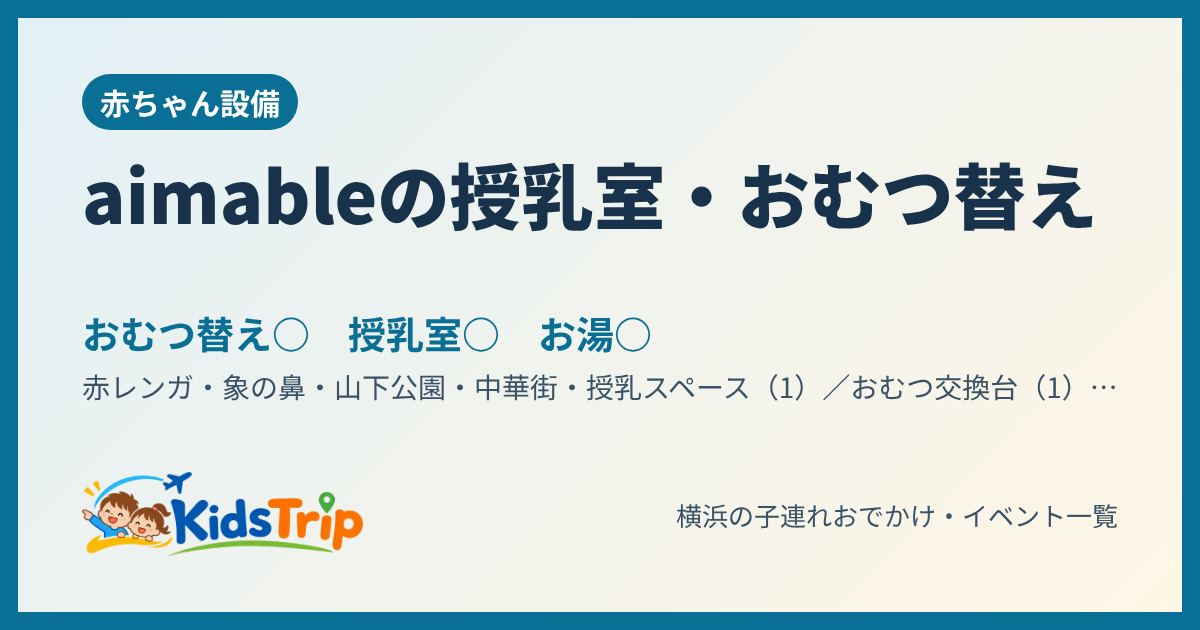 赤ちゃん設備
aimableの授乳室・おむつ替え
おむつ替え○　授乳室○　お湯○
赤レンガ・象の鼻・山下公園・中華街・授乳スペース（1）／おむつ交換台（1）…
KidsTrip
横浜の子連れおでかけ・イベント一覧